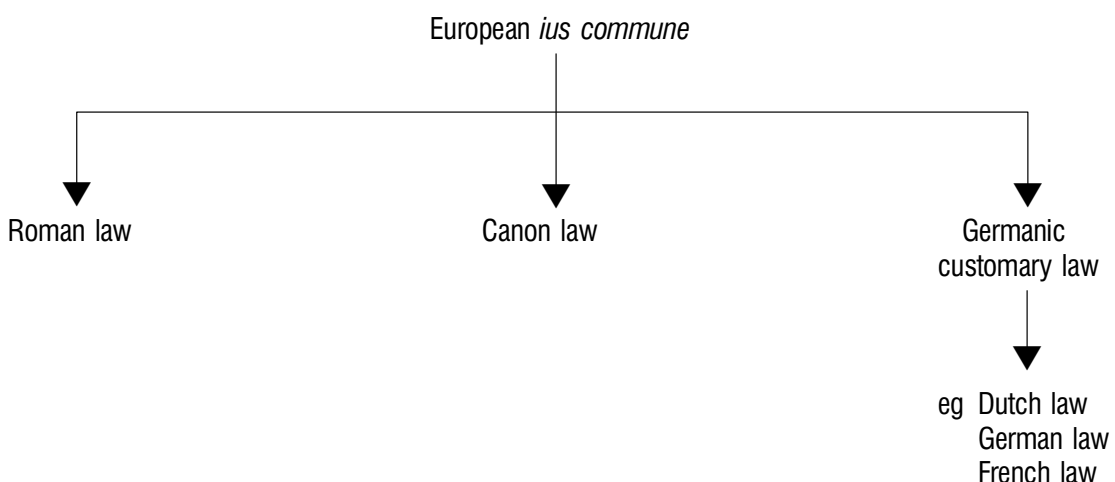 European ius commune
Roman law
Canon law
Germanic
customary law
eg Dutch law
German law
French law